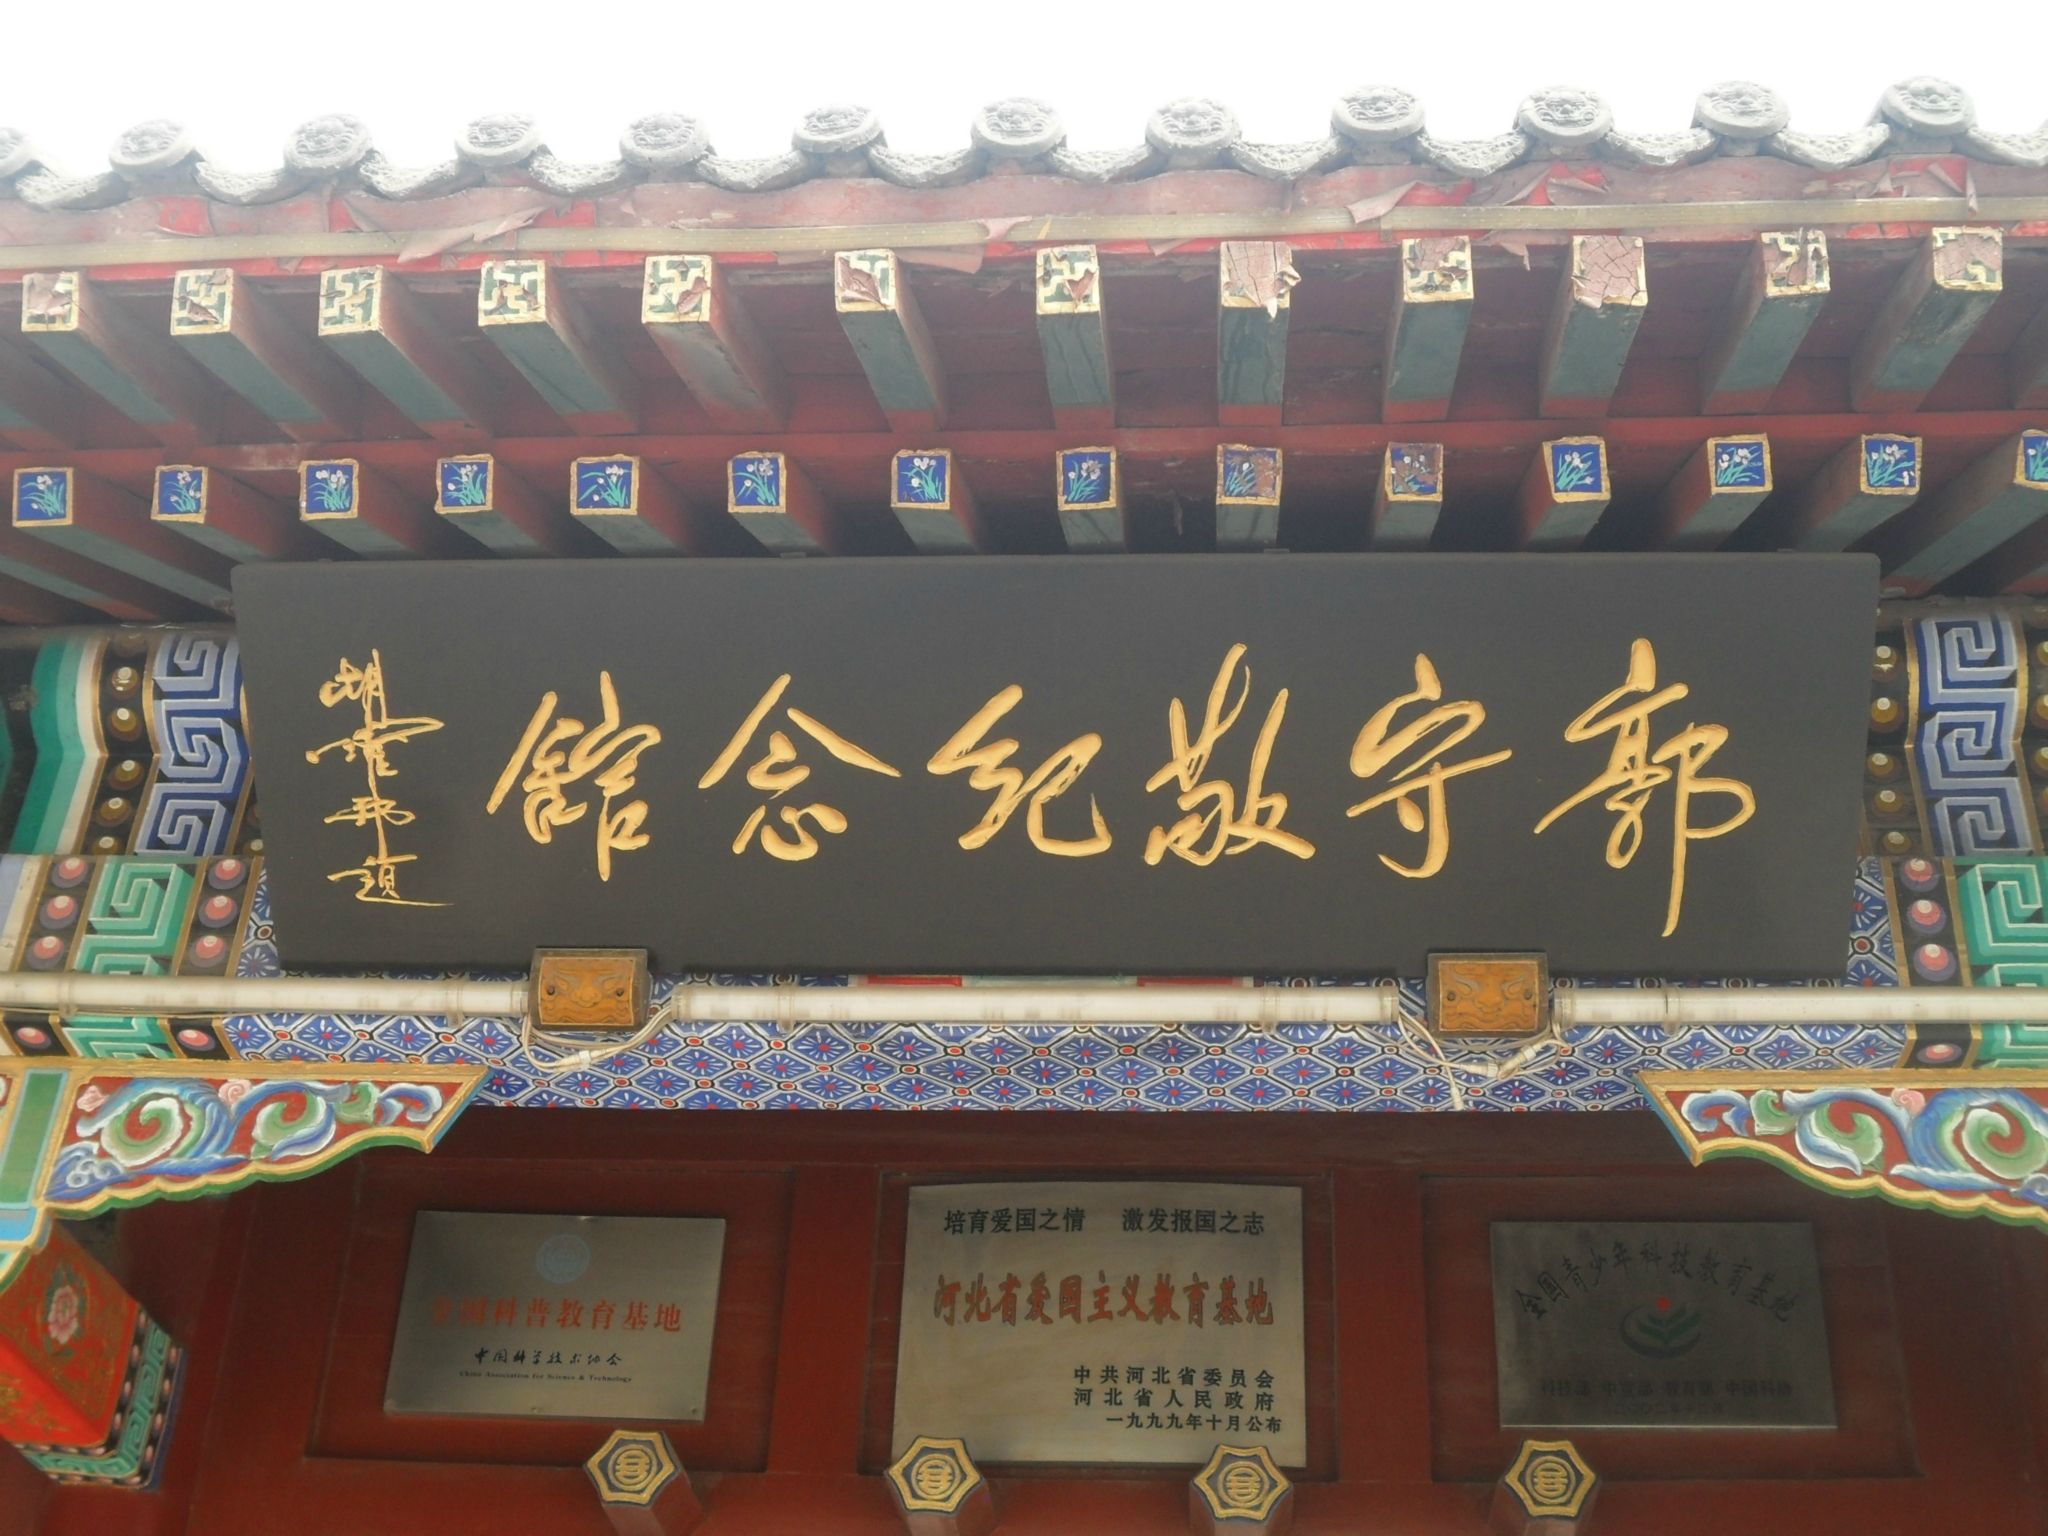 郭守敬纪念馆
胡耀邦题
全国科普教育基地
中国科学技术协会
China Association for Science & Technology
培育爱国之情 激发报国之志
河北省爱国主义教育基地
中共河北省委员会
河北省人民政府
一九九九年十月公布
全国青少年科技教育基地
科技部 中宣部 教育部 中国科协